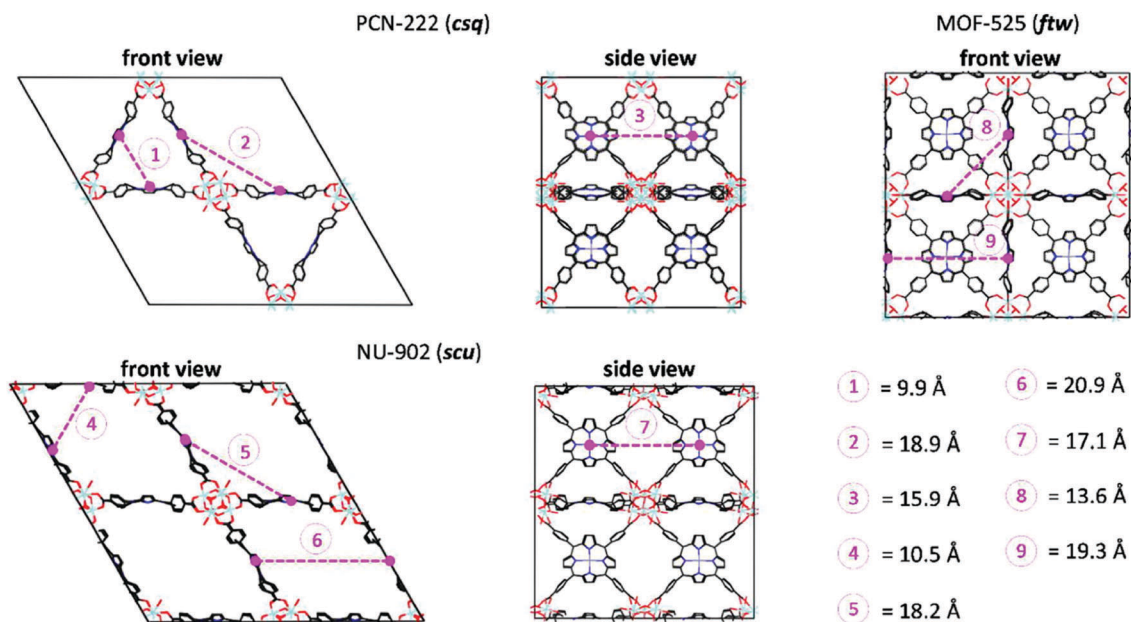 PCN-222 (csq)
MOF-525 (ftw)
front view
side view
front view
1
2
3
8
9
NU-902 (scu)
front view
side view
4
5
6
7
1 = 9.9 Å
6 = 20.9 Å
2 = 18.9 Å
7 = 17.1 Å
3 = 15.9 Å
8 = 13.6 Å
4 = 10.5 Å
9 = 19.3 Å
5 = 18.2 Å